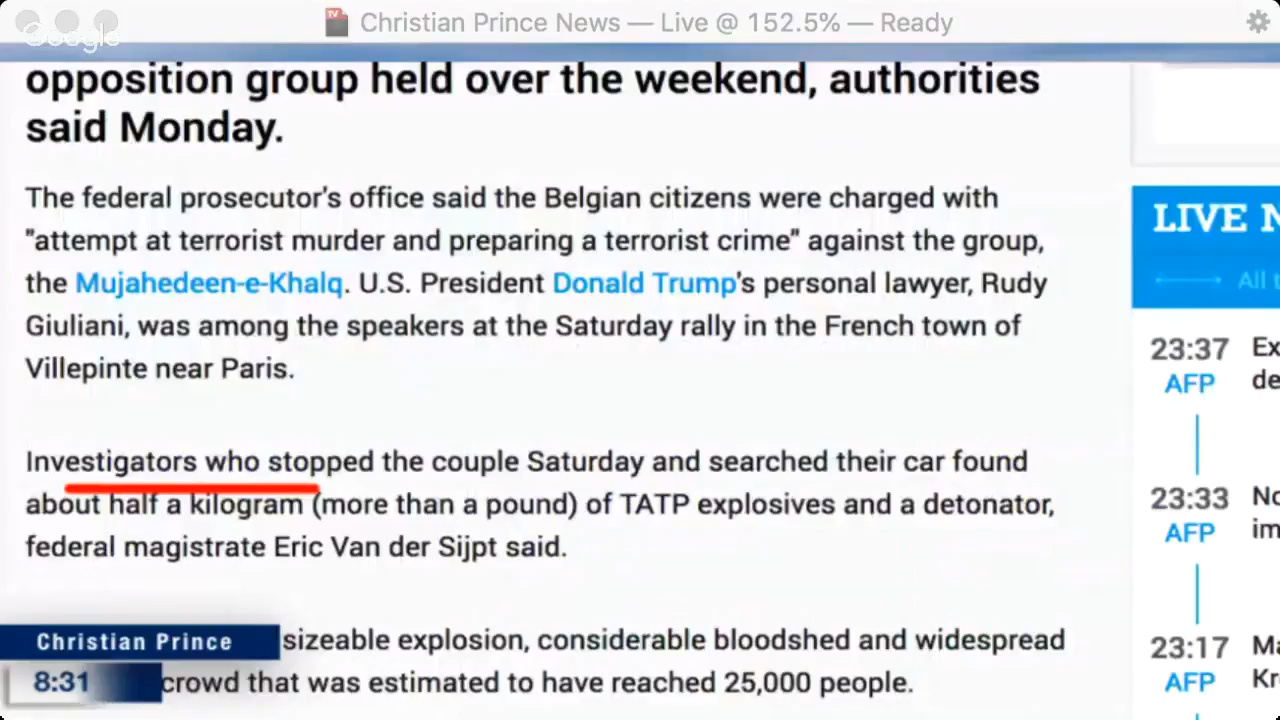 Christian Prince News — Live @ 152.5% — Ready
Google
opposition group held over the weekend, authorities
said Monday.
The federal prosecutor's office said the Belgian citizens were charged with
"attempt at terrorist murder and preparing a terrorist crime" against the group,
the Mujahedeen-e-Khalq. U.S. President Donald Trump's personal lawyer, Rudy
Giuliani, was among the speakers at the Saturday rally in the French town of
Villepinte near Paris.
Investigators who stopped the couple Saturday and searched their car found
about half a kilogram (more than a pound) of TATP explosives and a detonator,
federal magistrate Eric Van der Sijpt said.
sizeable explosion, considerable bloodshed and widespread
crowd that was estimated to have reached 25,000 people.
Christian Prince
8:31
LIVE N
All t
23:37 Ex
AFP de
23:33 No
AFP im
23:17 Ma
AFP Kr